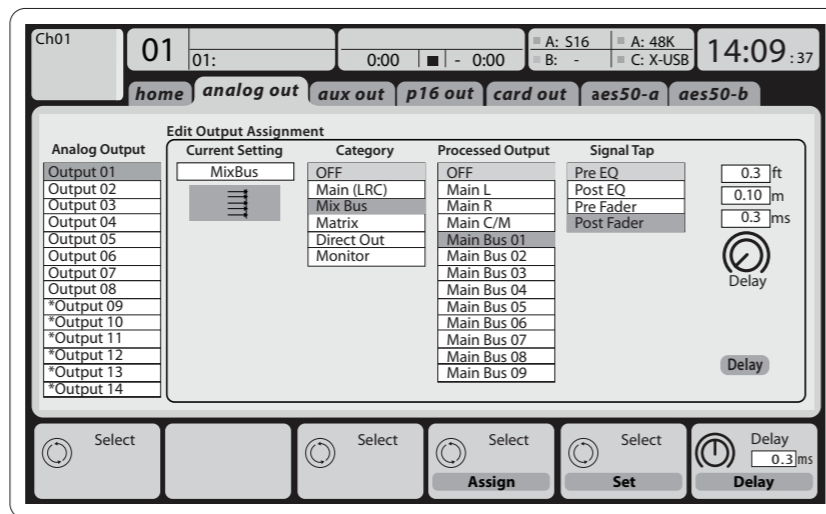 Ch01
01
01:
0:00
- 0:00
A: S16
B: -
A: 48K
C: X-USB
14:09 :37
home
analog out
aux out
p16 out
card out
aes50-a
aes50-b
Edit Output Assignment
Analog Output
Current Setting
Category
Processed Output
Signal Tap
Output 01
Output 02
Output 03
Output 04
Output 05
Output 06
Output 07
Output 08
*Output 09
*Output 10
*Output 11
*Output 12
*Output 13
*Output 14
MixBus
OFF
Main (LRC)
Mix Bus
Matrix
Direct Out
Monitor
OFF
Main L
Main R
Main C/M
Main Bus 01
Main Bus 02
Main Bus 03
Main Bus 04
Main Bus 05
Main Bus 06
Main Bus 07
Main Bus 08
Main Bus 09
Pre EQ
Post EQ
Pre Fader
Post Fader
0.3 ft
0.10 m
0.3 ms
Delay
Delay
Select
Select
Select
Assign
Select
Set
Delay
0.3 ms
Delay